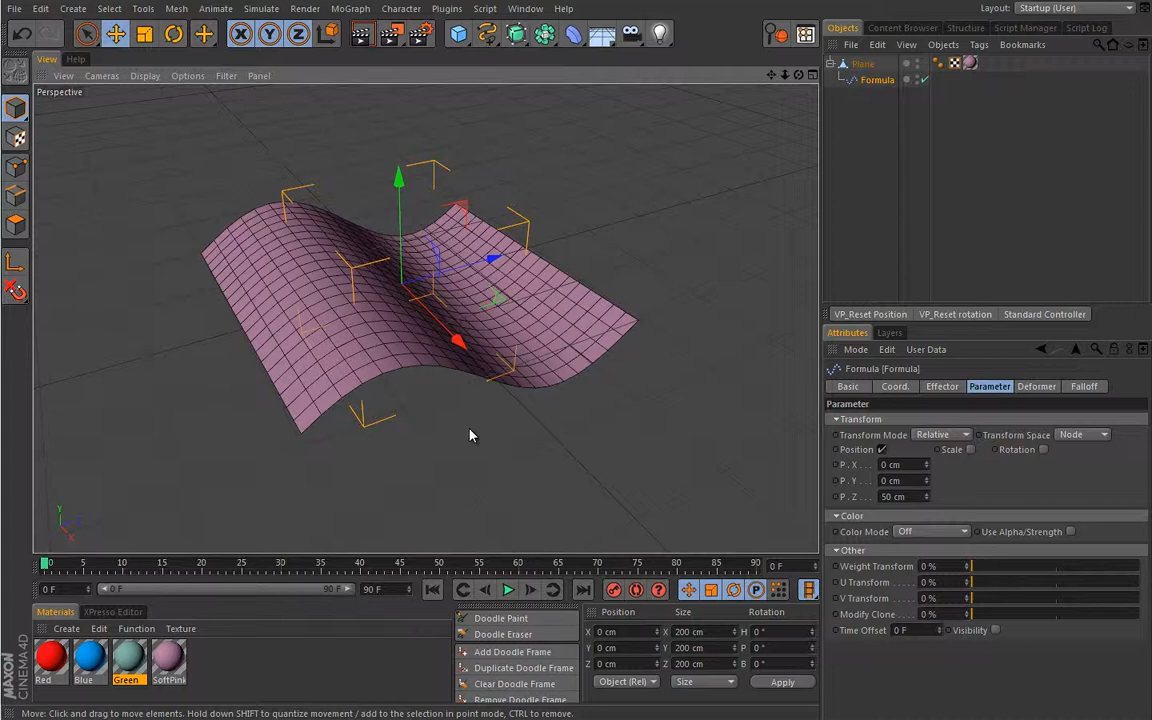 File Edit Create Select Tools Mesh Animate Simulate Render MoGraph Character Plugins Script Window Help Layout: Startup (User)
Objects Content Browser Structure Script Manager Script Log
File Edit View Objects Tags Bookmarks
View Help
View Cameras Display Options Filter Panel
Perspective
Plane
Formula
VP_Reset Position VP_Reset rotation Standard Controller
Attributes Layers
Mode Edit User Data
Formula [Formula]
Basic Coord. Effector Parameter Deformer Falloff
Parameter
Transform
Transform Mode Relative Transform Space Node
Position Scale Rotation
P . X . . . 0 cm
P . Y . . . 0 cm
P . Z . . . 50 cm
Color
Color Mode Off Use Alpha/Strength
Other
Weight Transform 0 %
U Transform . . . . . 0 %
V Transform . . . . . 0 %
Modify Clone . . . . 0 %
Time Offset . 0 F Visibility
Y
X
0 5 10 15 20 25 30 35 40 45 50 55 60 65 70 75 80 85 90 0 F
0 F 0 F 90 F 90 F
Materials XPresso Editor
Create Edit Function Texture
Red Blue Green SoftPink
Doodle Paint
Doodle Eraser
Add Doodle Frame
Duplicate Doodle Frame
Clear Doodle Frame
Remove Doodle Frame
Position Size Rotation
X 0 cm X 200 cm H 0 °
Y 0 cm Y 200 cm P 0 °
Z 0 cm Z 200 cm B 0 °
Object (Rel) Size Apply
MAXON CINEMA 4D
Move: Click and drag to move elements. Hold down SHIFT to quantize movement / add to the selection in point mode, CTRL to remove.